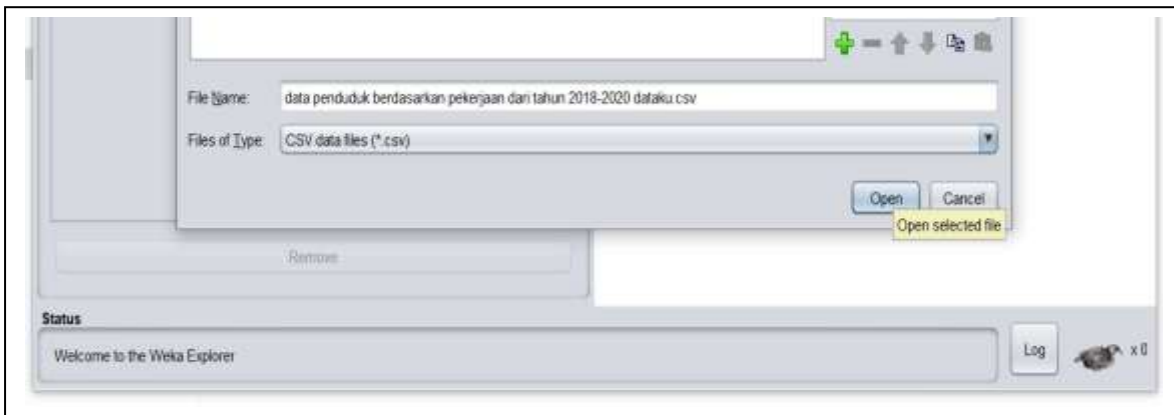 File Name: data penduduk berdasarkan pekerjaan dari tahun 2018-2020 dataku.csv
Files of Type: CSV data files (*.csv)
Open Cancel
Open selected file
Remove
Status
Welcome to the Weka Explorer
Log x 0